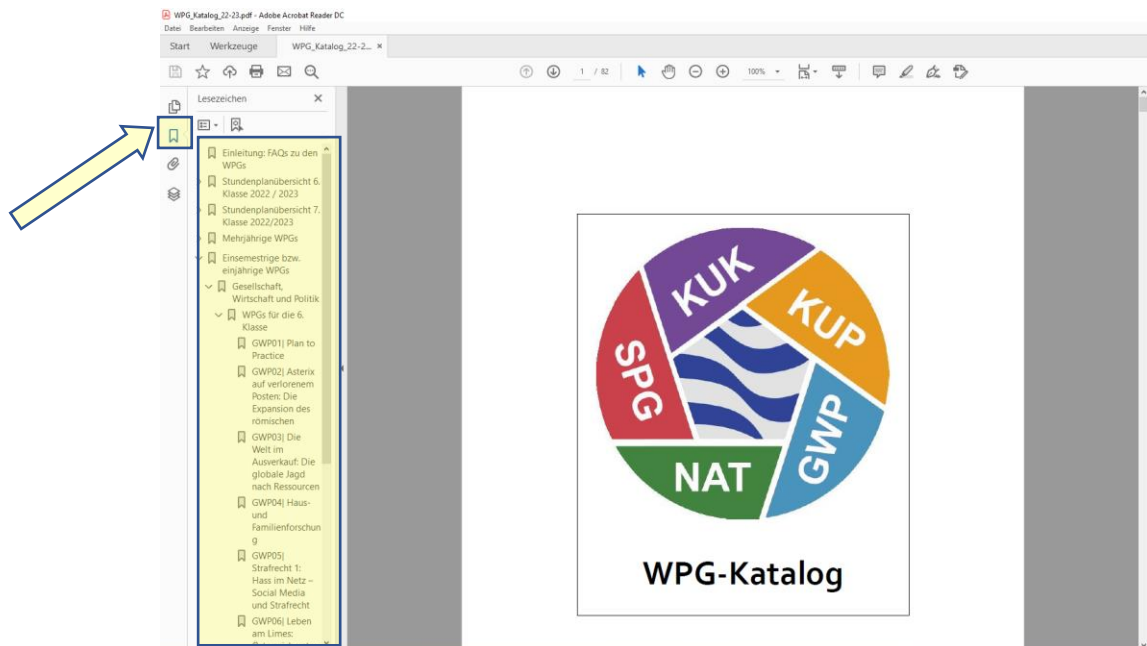 WPG_Katalog_22-23.pdf - Adobe Acrobat Reader DC
Datei Bearbeiten Anzeige Fenster Hilfe
Start Werkzeuge WPG_Katalog_22-2... ×
1 / 82 100%
Lesezeichen ×
Einleitung: FAQs zu den
WPGs
Stundenplanübersicht 6.
Klasse 2022 / 2023
Stundenplanübersicht 7.
Klasse 2022/2023
Mehrjährige WPGs
Einsemestrige bzw.
einjährige WPGs
Gesellschaft,
Wirtschaft und Politik
WPGs für die 6.
Klasse
GWP01| Plan to
Practice
GWP02| Asterix
auf verlorenem
Posten: Die
Expansion des
römischen
GWP03| Die
Welt im
Ausverkauf: Die
globale Jagd
nach Ressourcen
GWP04| Haus-
und
Familienforschun
g
GWP05|
Strafrecht 1:
Hass im Netz –
Social Media
und Strafrecht
GWP06| Leben
am Limes:
KUK
KUP
SPG
GWP
NAT
WPG-Katalog